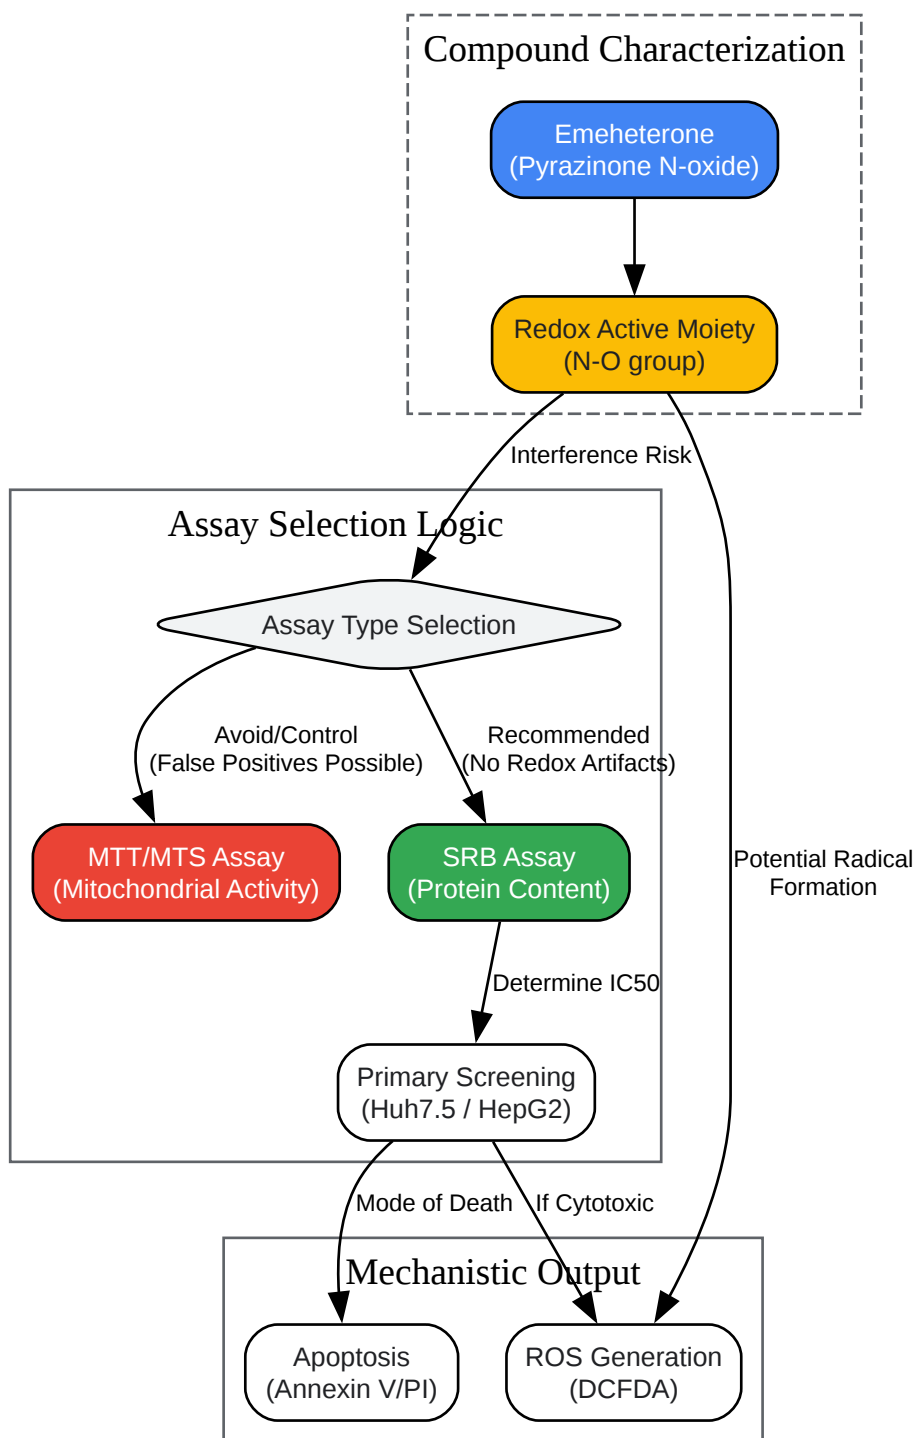 Compound Characterization
Emeheterone
(Pyrazinone N-oxide)
Redox Active Moiety
(N-O group)
Interference Risk
Assay Selection Logic
Assay Type Selection
Avoid/Control
(False Positives Possible)
Recommended
(No Redox Artifacts)
MTT/MTS Assay
(Mitochondrial Activity)
SRB Assay
(Protein Content)
Potential Radical
Formation
Determine IC50
Primary Screening
(Huh7.5 / HepG2)
Mode of Death
If Cytotoxic
Mechanistic Output
Apoptosis
(Annexin V/PI)
ROS Generation
(DCFDA)